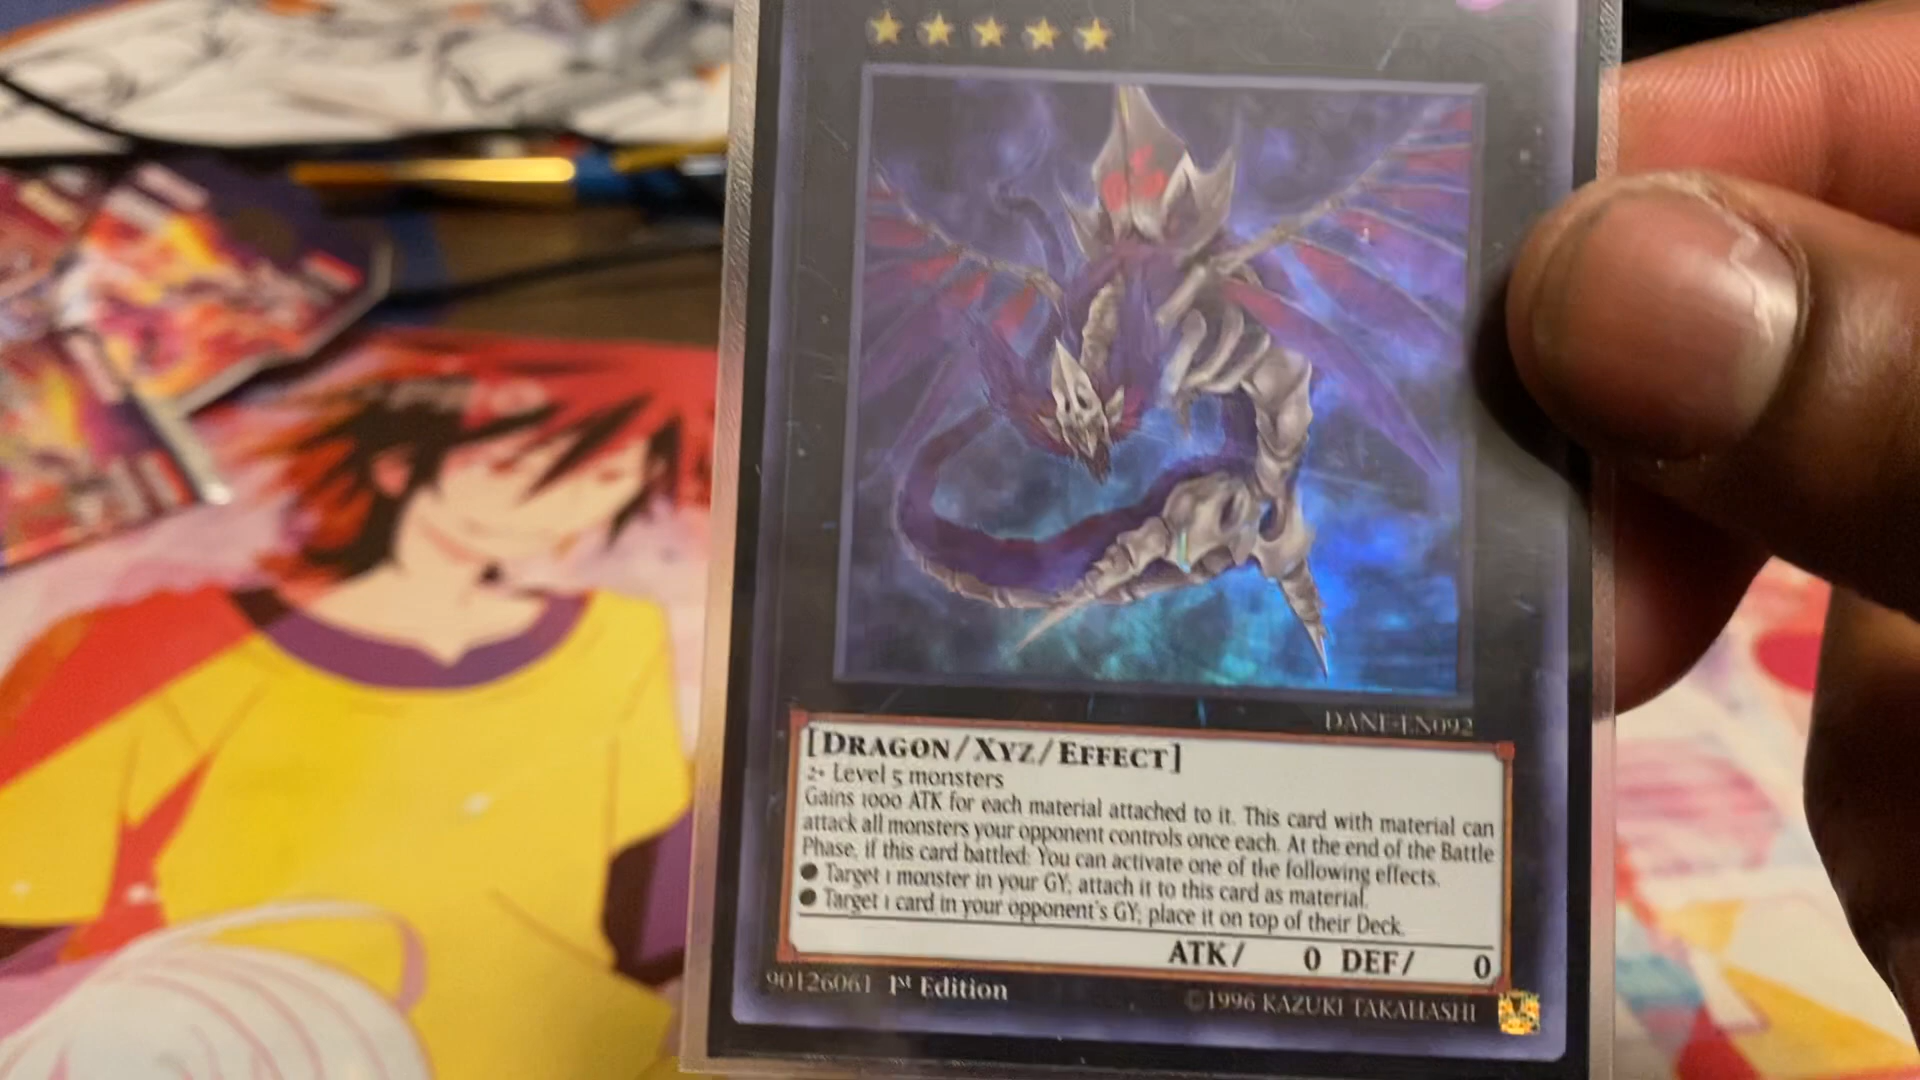 DANE-EN092
[DRAGON/XYZ/EFFECT]
2+ Level 5 monsters
Gains 1000 ATK for each material attached to it. This card with material can
attack all monsters your opponent controls once each. At the end of the Battle
Phase, if this card battled: You can activate one of the following effects.
● Target 1 monster in your GY; attach it to this card as material.
● Target 1 card in your opponent's GY; place it on top of their Deck.
ATK/ 0 DEF/ 0
90126061 1st Edition ©1996 KAZUKI TAKAHASHI